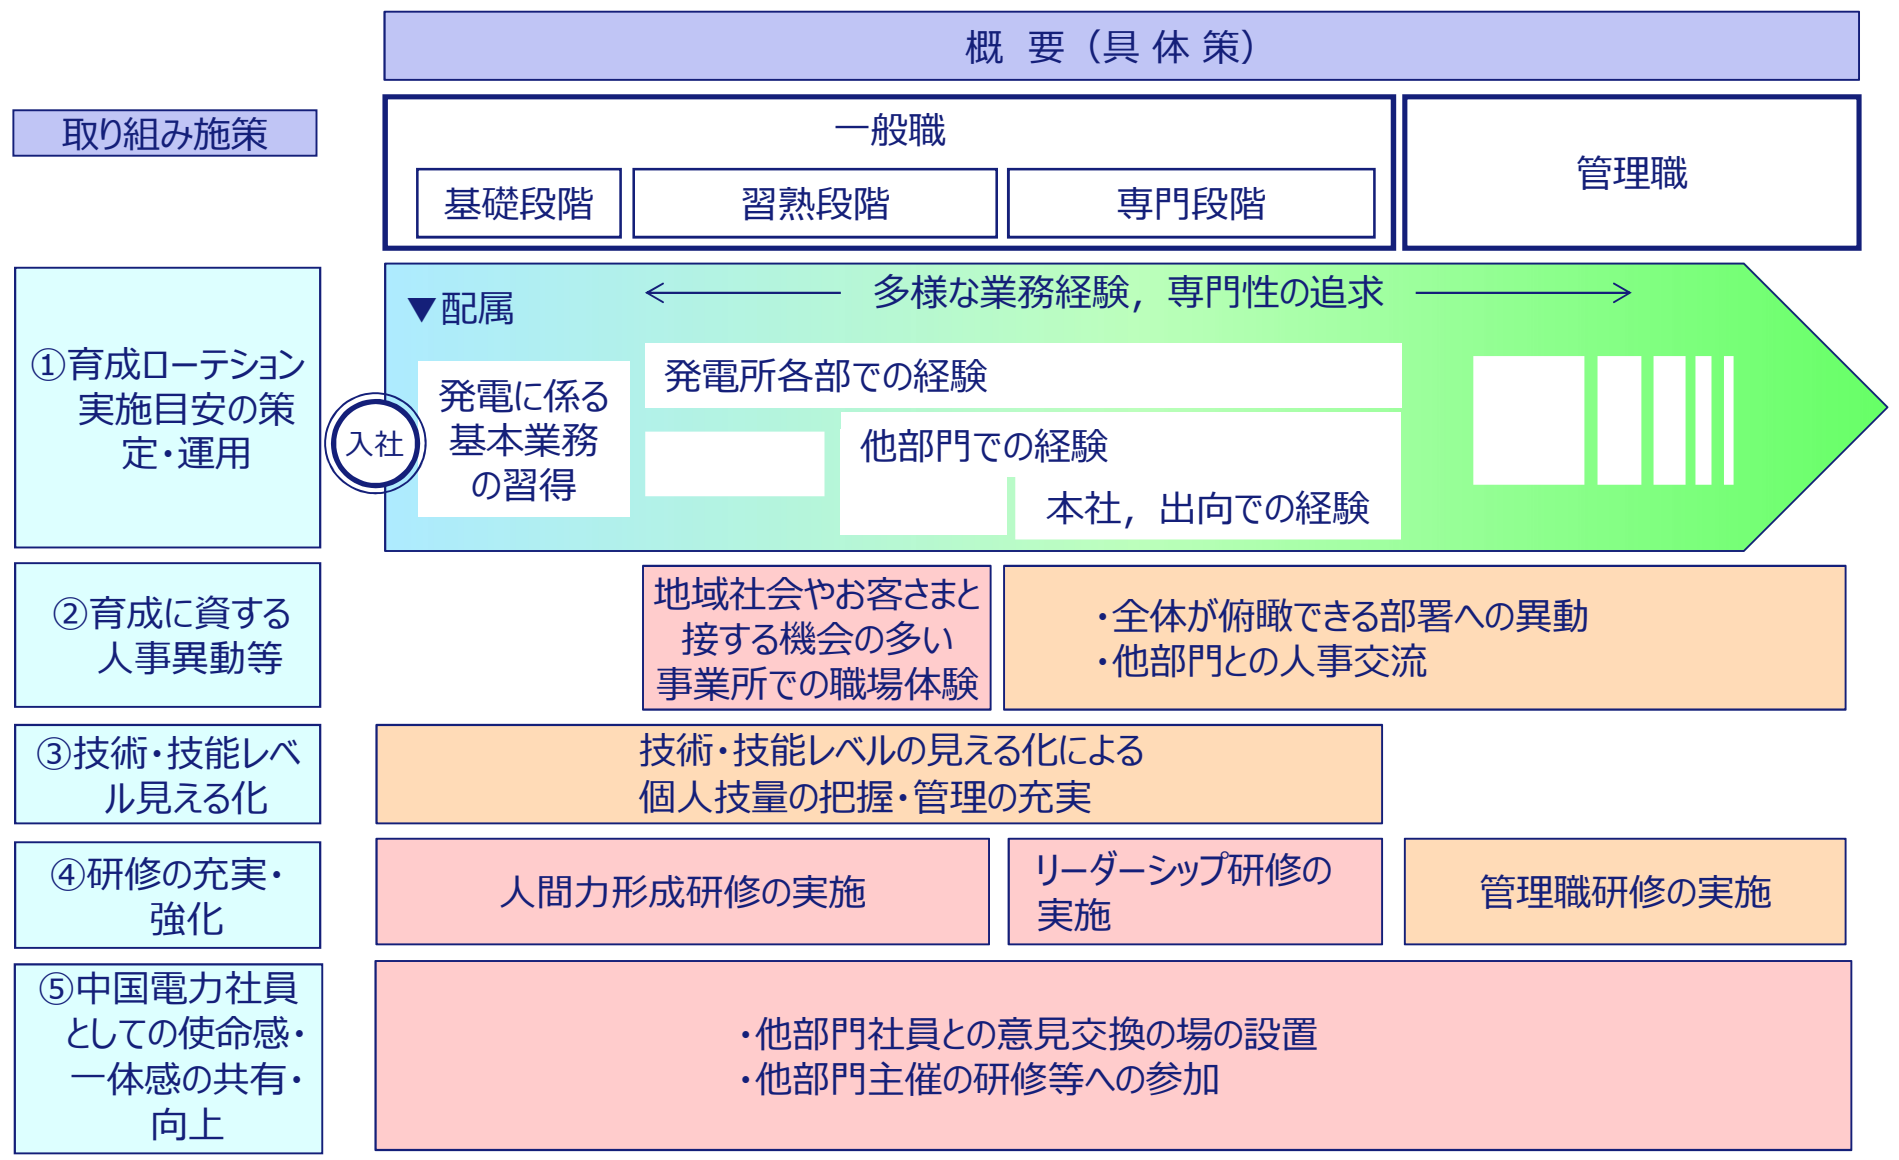 概 要（具 体 策）
取り組み施策
一般職
管理職
基礎段階
習熟段階
専門段階
①育成ローテション
実施目安の策
定・運用
入社
▼配属
多様な業務経験，専門性の追求
発電に係る
基本業務
の習得
発電所各部での経験
他部門での経験
本社，出向での経験
②育成に資する
人事異動等
地域社会やお客さまと
接する機会の多い
事業所での職場体験
・全体が俯瞰できる部署への異動
・他部門との人事交流
③技術・技能レベ
ル見える化
技術・技能レベルの見える化による
個人技量の把握・管理の充実
④研修の充実・
強化
人間力形成研修の実施
リーダーシップ研修の
実施
管理職研修の実施
⑤中国電力社員
としての使命感・
一体感の共有・
向上
・他部門社員との意見交換の場の設置
・他部門主催の研修等への参加